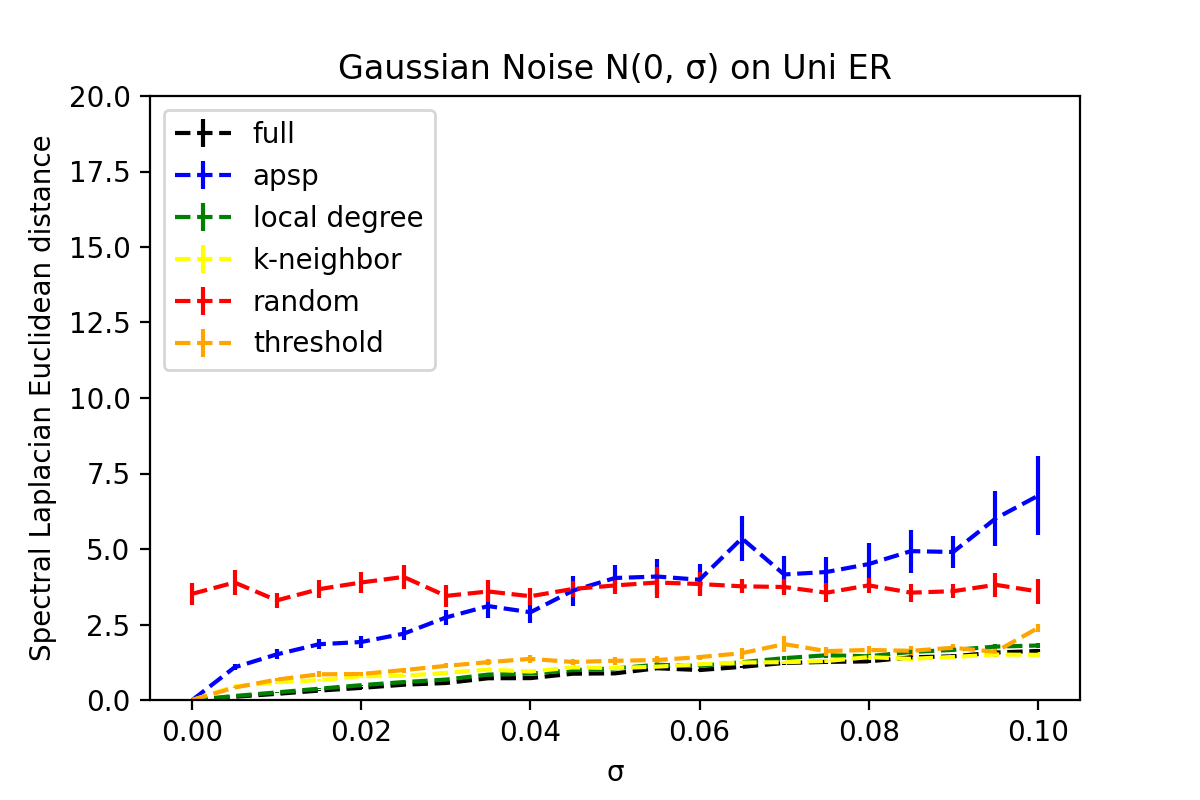 Gaussian Noise N(0, σ) on Uni ER
Spectral Laplacian Euclidean distance
20.0
17.5
15.0
12.5
10.0
7.5
5.0
2.5
0.0
full
apsp
local degree
k-neighbor
random
threshold
0.00 0.02 0.04 0.06 0.08 0.10
σ